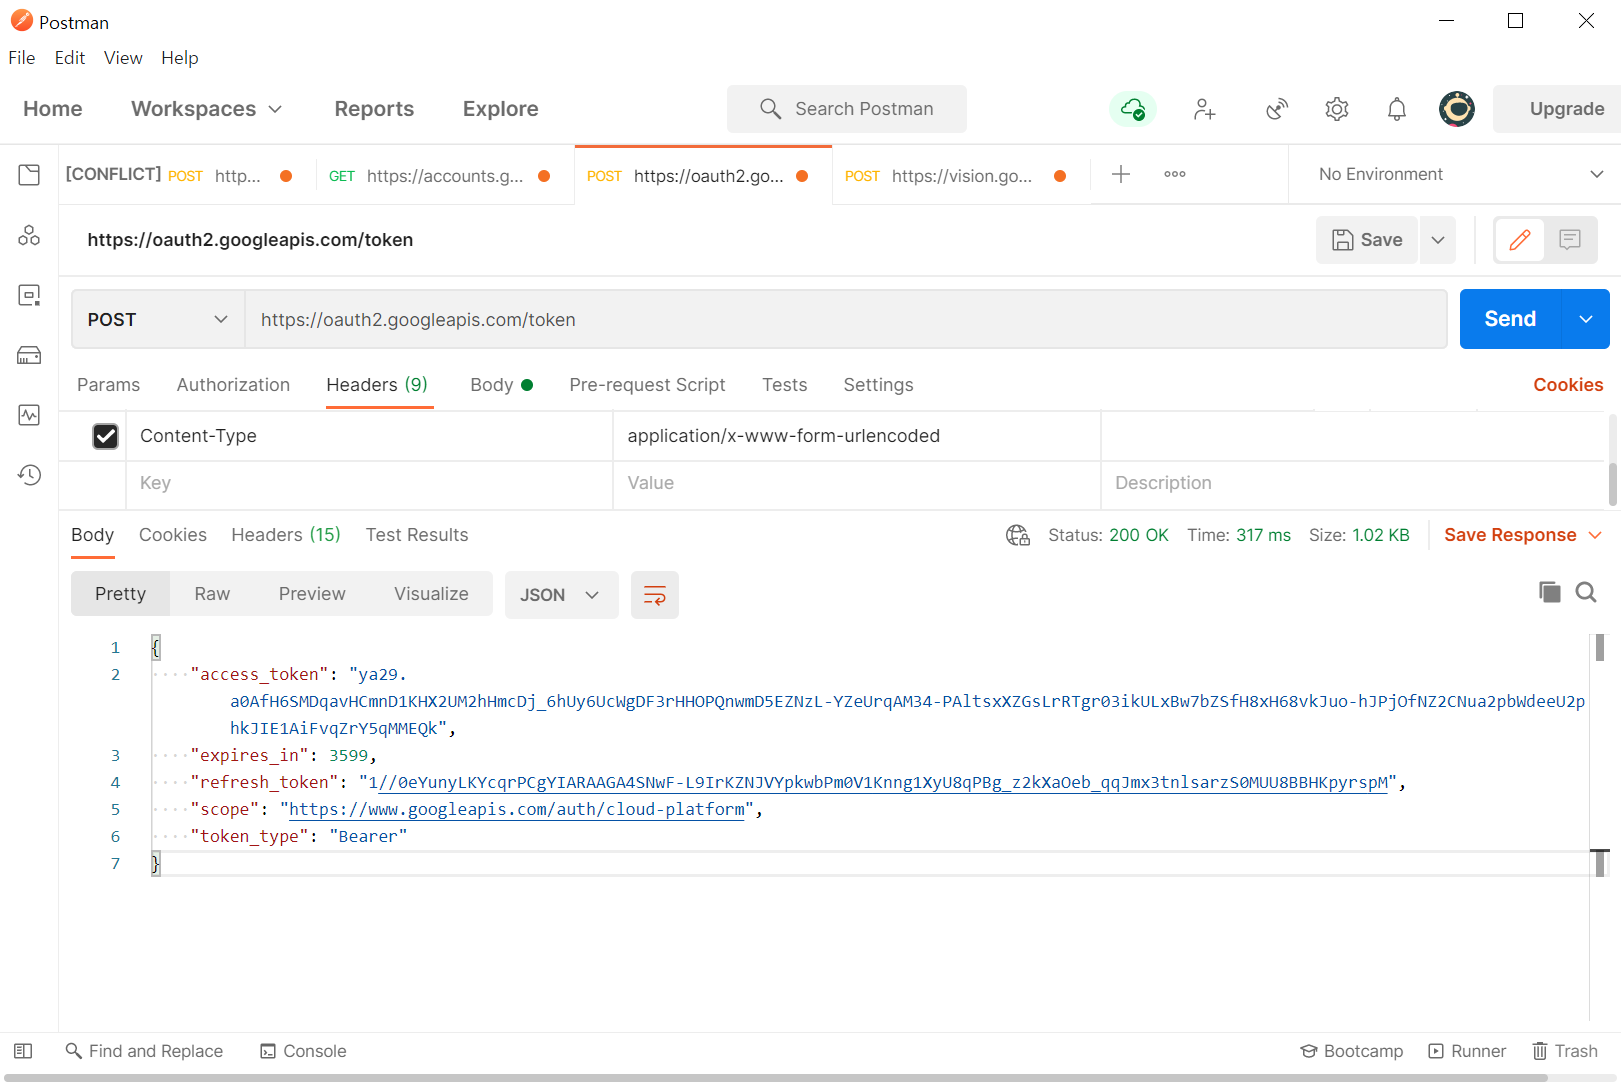 Postman
File Edit View Help
Home Workspaces Reports Explore Search Postman Upgrade
[CONFLICT] POST http... GET https://accounts.g... POST https://oauth2.go... POST https://vision.go... No Environment
https://oauth2.googleapis.com/token Save
POST https://oauth2.googleapis.com/token Send
Params Authorization Headers (9) Body Pre-request Script Tests Settings Cookies
Content-Type application/x-www-form-urlencoded
Key Value Description
Body Cookies Headers (15) Test Results Status: 200 OK Time: 317 ms Size: 1.02 KB Save Response
Pretty Raw Preview Visualize JSON
1 {
2 "access_token": "ya29.
a0AfH6SMDqavHCmnD1KHX2UM2hHmcDj_6hUy6UcWgDF3rHHOPQnwmD5EZNzL-YZeUrqAM34-PAltsxXZGsLrRTgr03ikULxBw7bZSfH8xH68vkJuo-hJPjOfNZ2CNua2pbWdeeU2p
hkJIE1AiFvqZrY5qMMEQk",
3 "expires_in": 3599,
4 "refresh_token": "1//0eYunyLKYcqrPCgYIARAAGA4SNwF-L9IrKZNJVYpkwbPm0V1Knng1XyU8qPBg_z2kXaOeb_qqJmx3tnlsarzS0MUU8BBHKpyrspM",
5 "scope": "https://www.googleapis.com/auth/cloud-platform",
6 "token_type": "Bearer"
7 }
Find and Replace Console Bootcamp Runner Trash